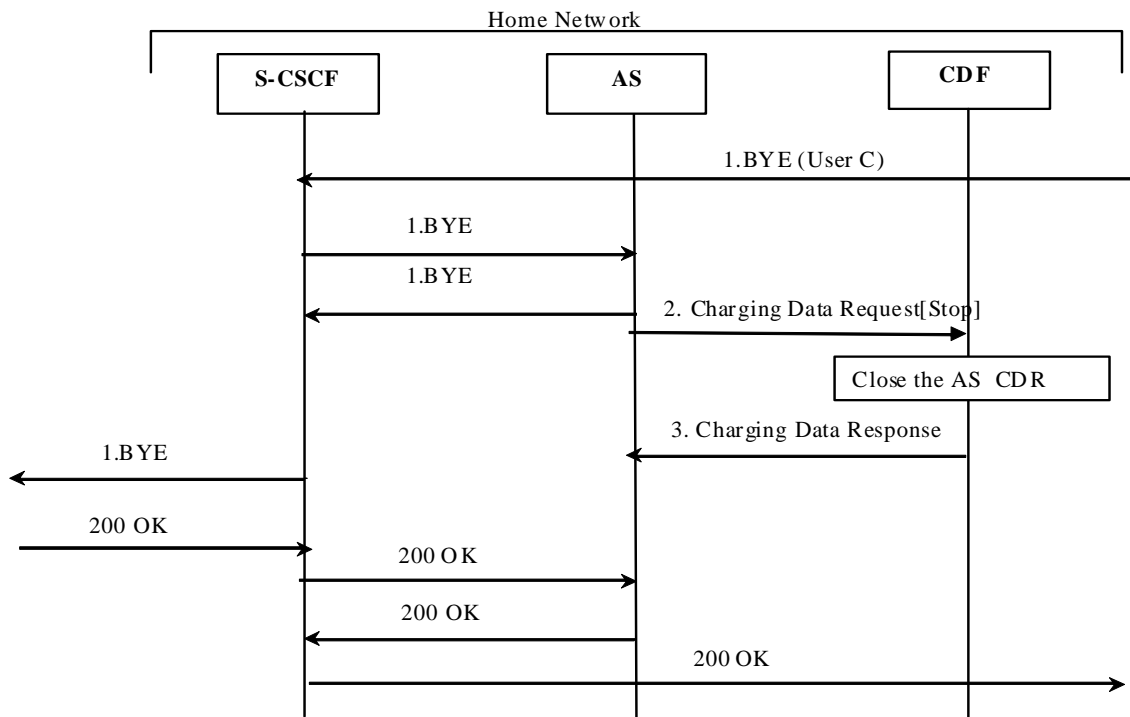 Home Network
S-CSCF
AS
CDF
1.BYE (User C)
1.BYE
1.BYE
2. Charging Data Request[Stop]
Close the AS CDR
3. Charging Data Response
1.BYE
200 OK
200 OK
200 OK
200 OK